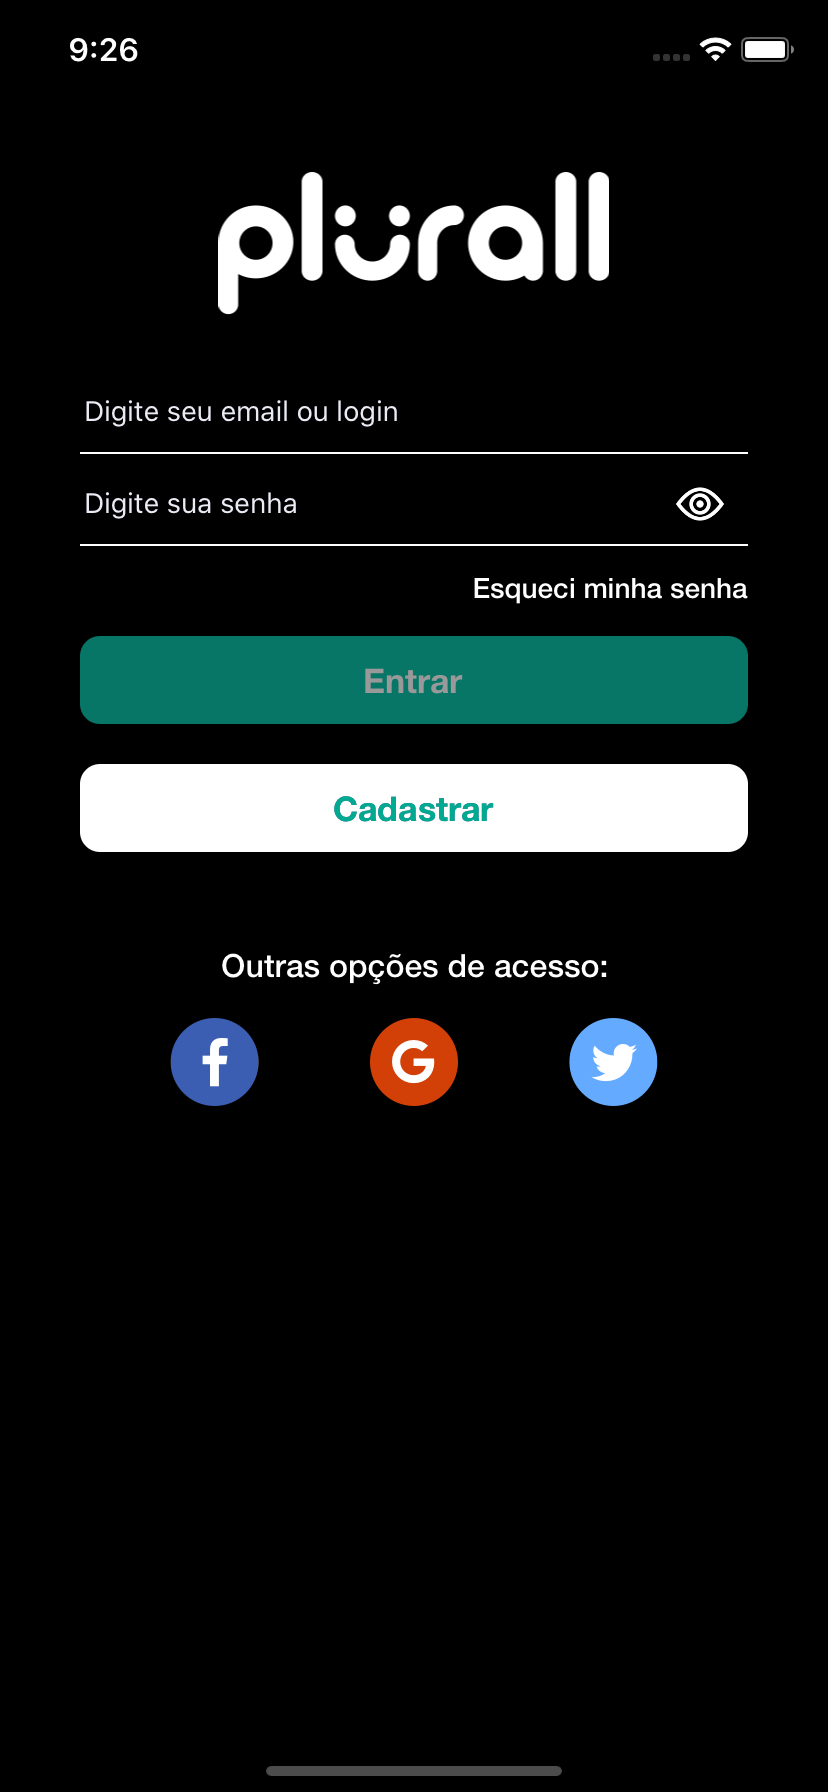 9:26
plurall
Digite seu email ou login
Digite sua senha
Esqueci minha senha
Entrar
Cadastrar
Outras opções de acesso: